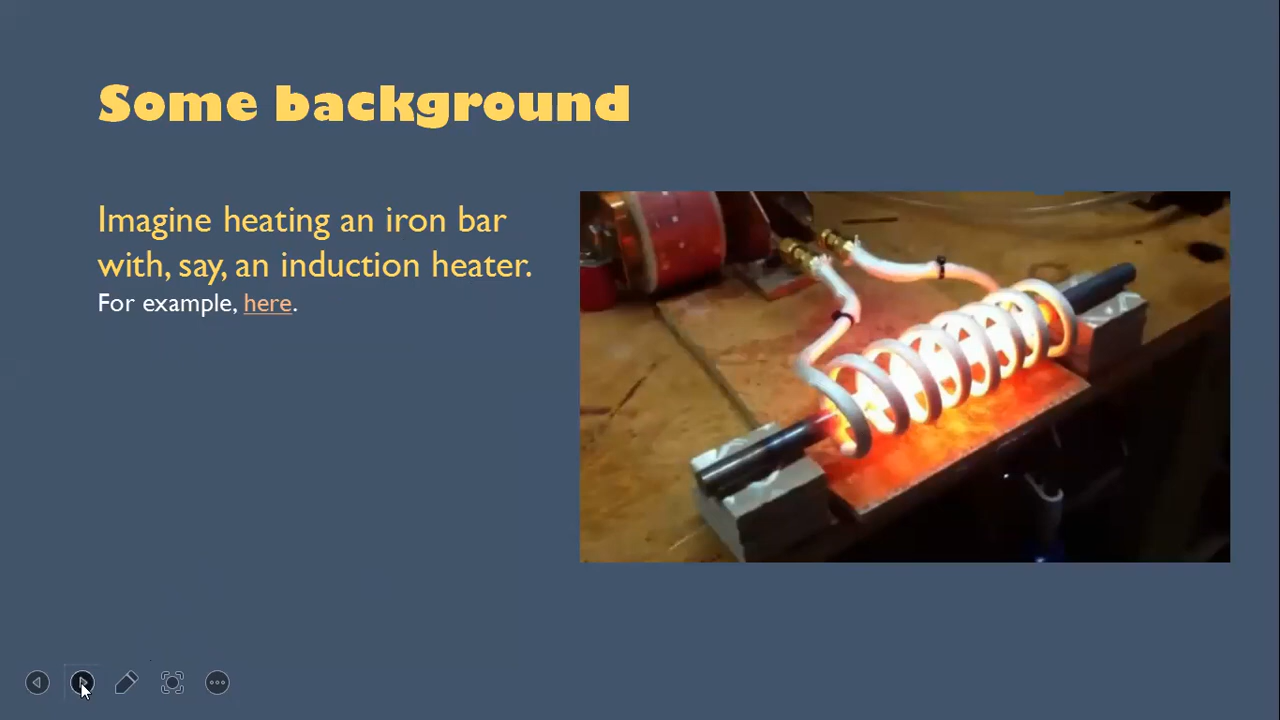 Some background
Imagine heating an iron bar
with, say, an induction heater.
For example, here.